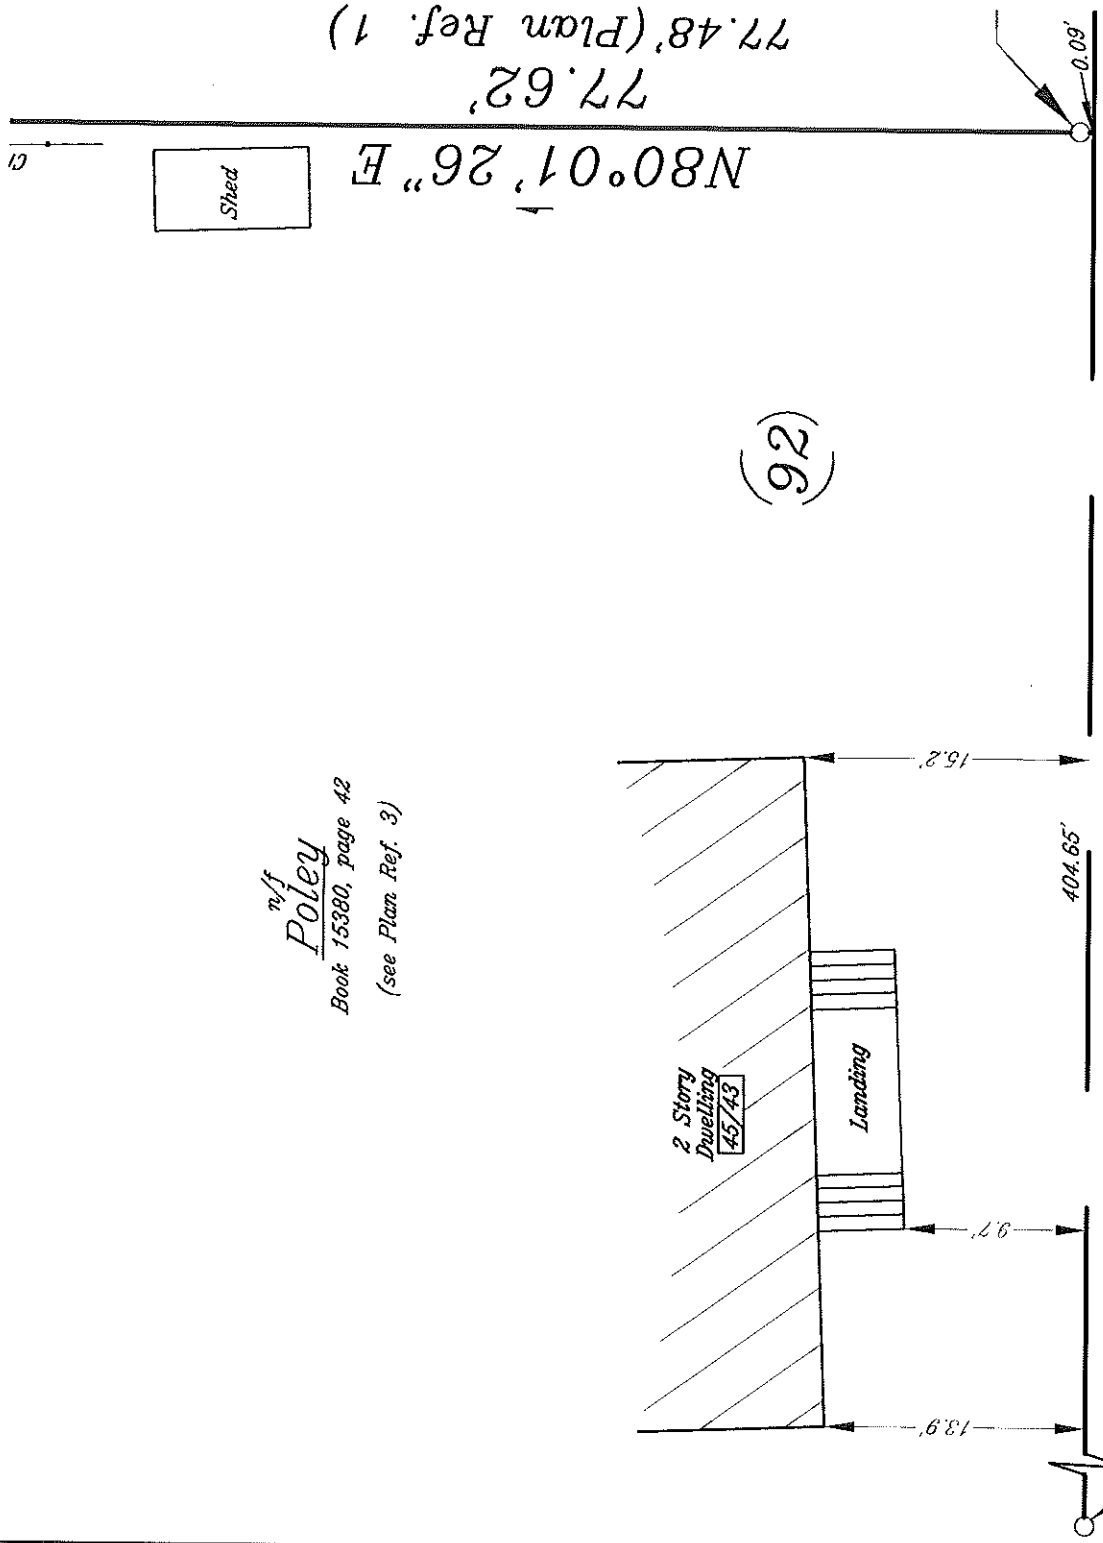 77.48' (Plan Ref. 1)
77.62'
N80°01'26"E
0.09'
Shed
(92)
n/f
Poley
Book 15380, page 42
(see Plan Ref. 3)
15.2'
404.65'
2 Story
Dwelling
45/43
Landing
9.7'
13.9'